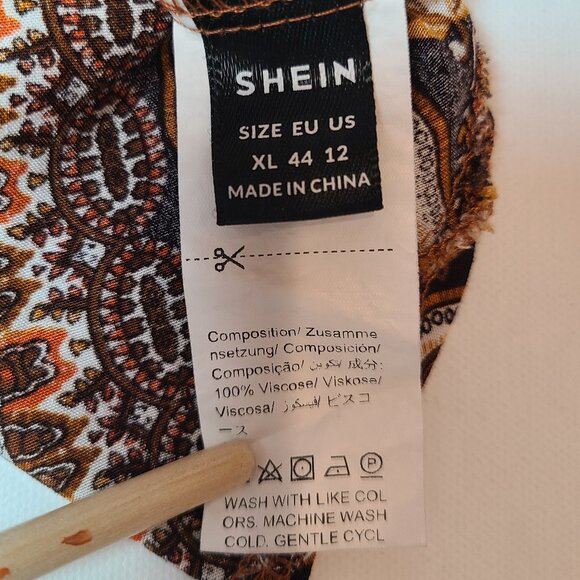 SHEIN
SIZE EU US
XL 44 12
MADE IN CHINA
Composition/ Zusamme
nsetzung/ Composición/
Composição/ تكوين 成分:
100% Viscose/ Viskose/
Viscosa/ ビスコ
ース
WASH WITH LIKE COL
ORS. MACHINE WASH
COLD. GENTLE CYCL